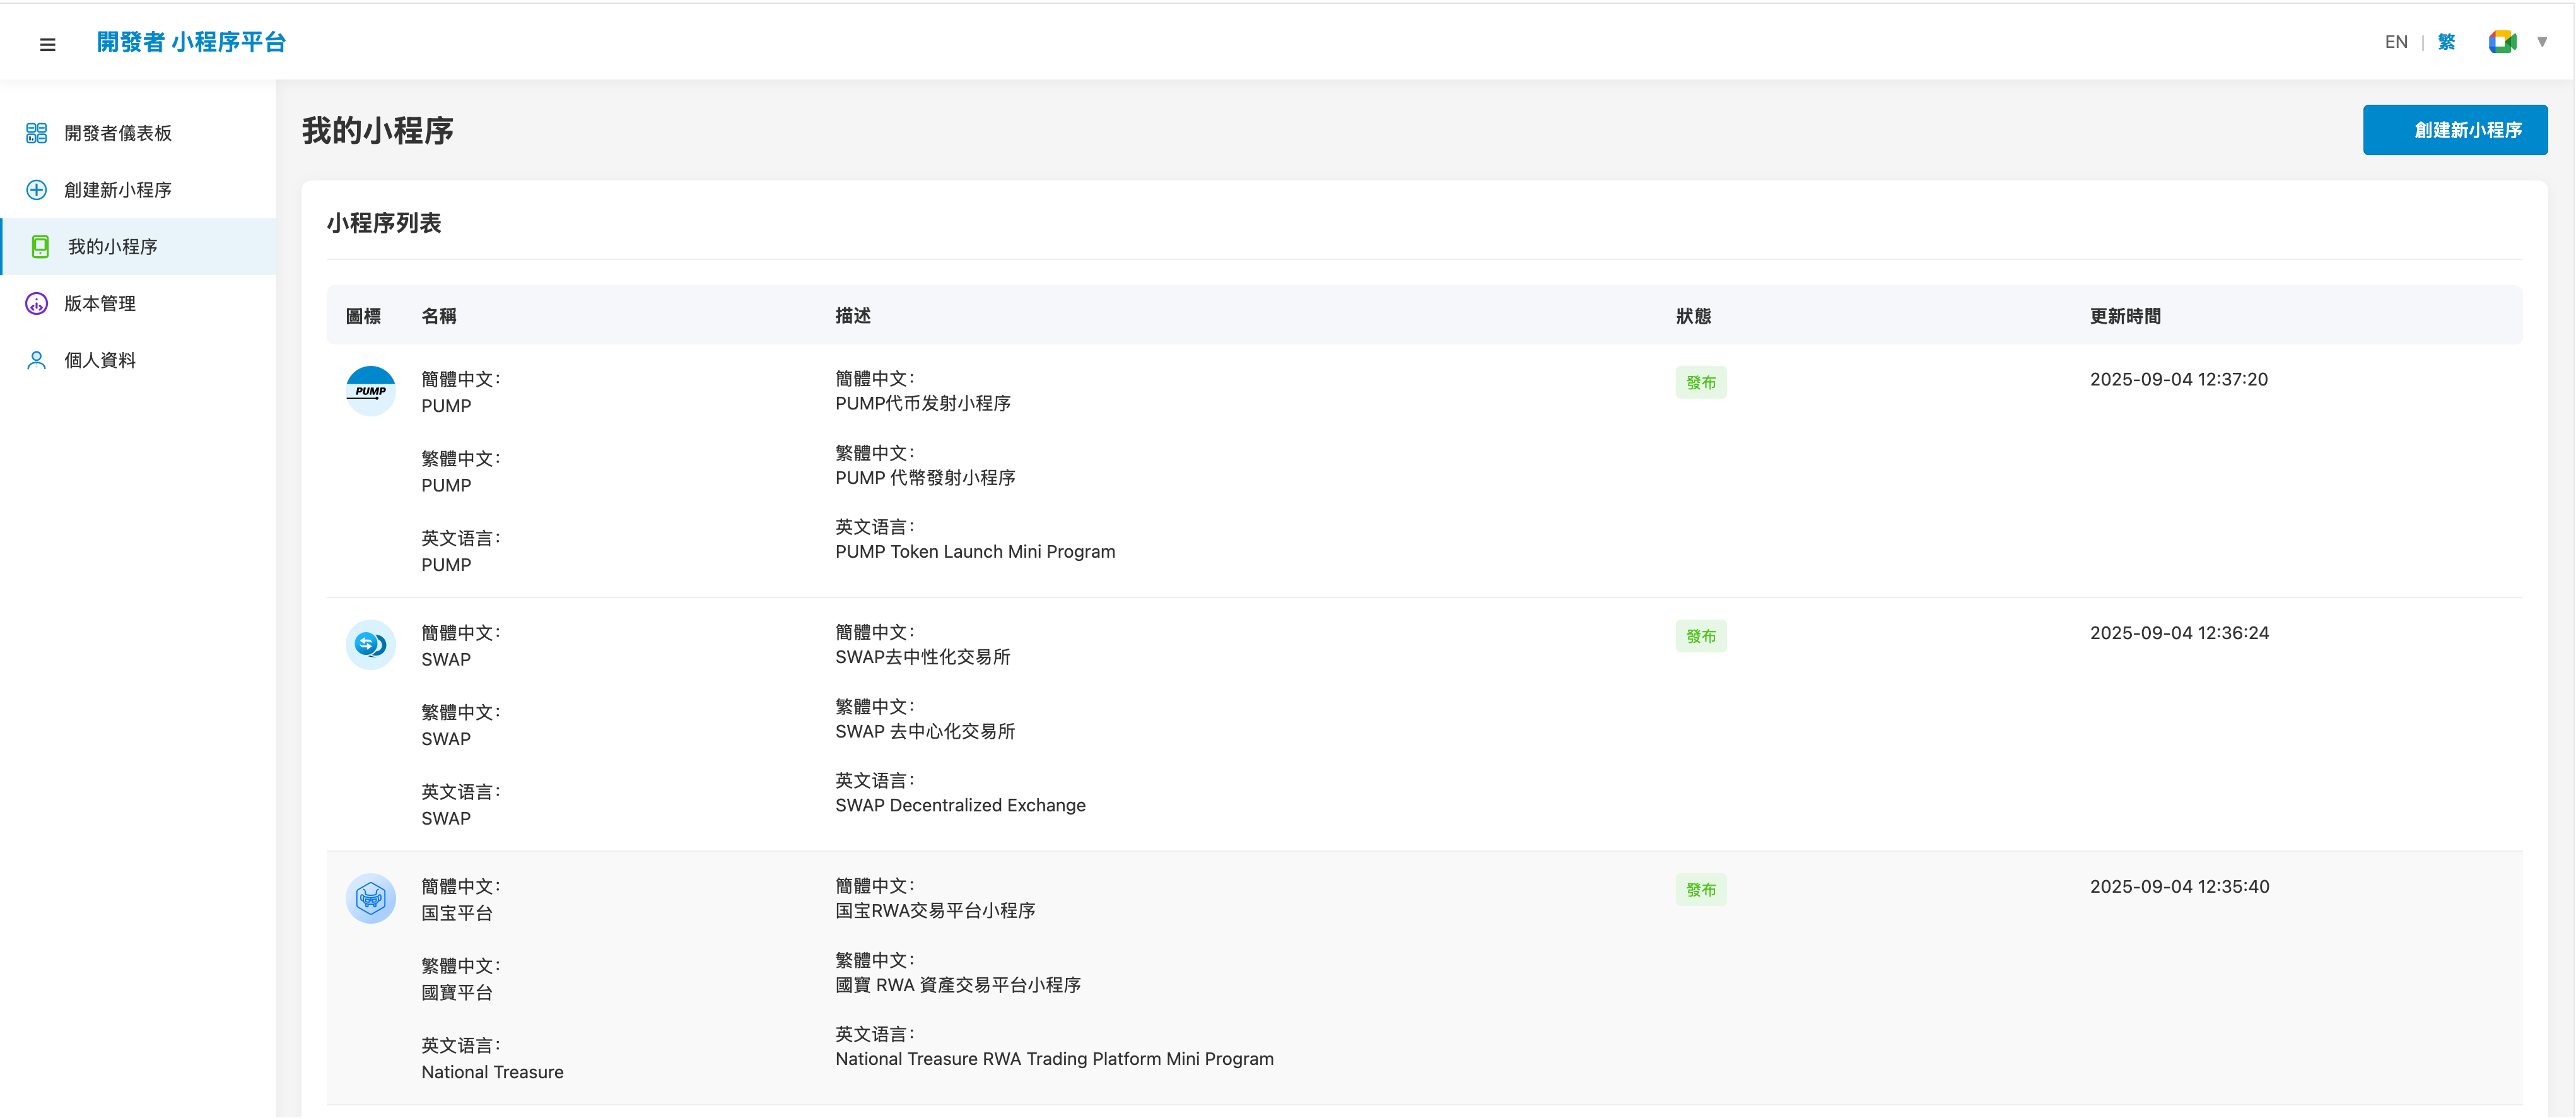 開發者 小程序平台
EN | 繁
開發者儀表板
創建新小程序
我的小程序
版本管理
個人資料
我的小程序
創建新小程序
小程序列表
圖標 名稱 描述 狀態 更新時間
PUMP
簡體中文:
PUMP
繁體中文:
PUMP
英文语言:
PUMP
簡體中文:
PUMP代币发射小程序
繁體中文:
PUMP 代幣發射小程序
英文语言:
PUMP Token Launch Mini Program
發布
2025-09-04 12:37:20
簡體中文:
SWAP
繁體中文:
SWAP
英文语言:
SWAP
簡體中文:
SWAP去中性化交易所
繁體中文:
SWAP 去中心化交易所
英文语言:
SWAP Decentralized Exchange
發布
2025-09-04 12:36:24
簡體中文:
国宝平台
繁體中文:
國寶平台
英文语言:
National Treasure
簡體中文:
国宝RWA交易平台小程序
繁體中文:
國寶 RWA 資產交易平台小程序
英文语言:
National Treasure RWA Trading Platform Mini Program
發布
2025-09-04 12:35:40